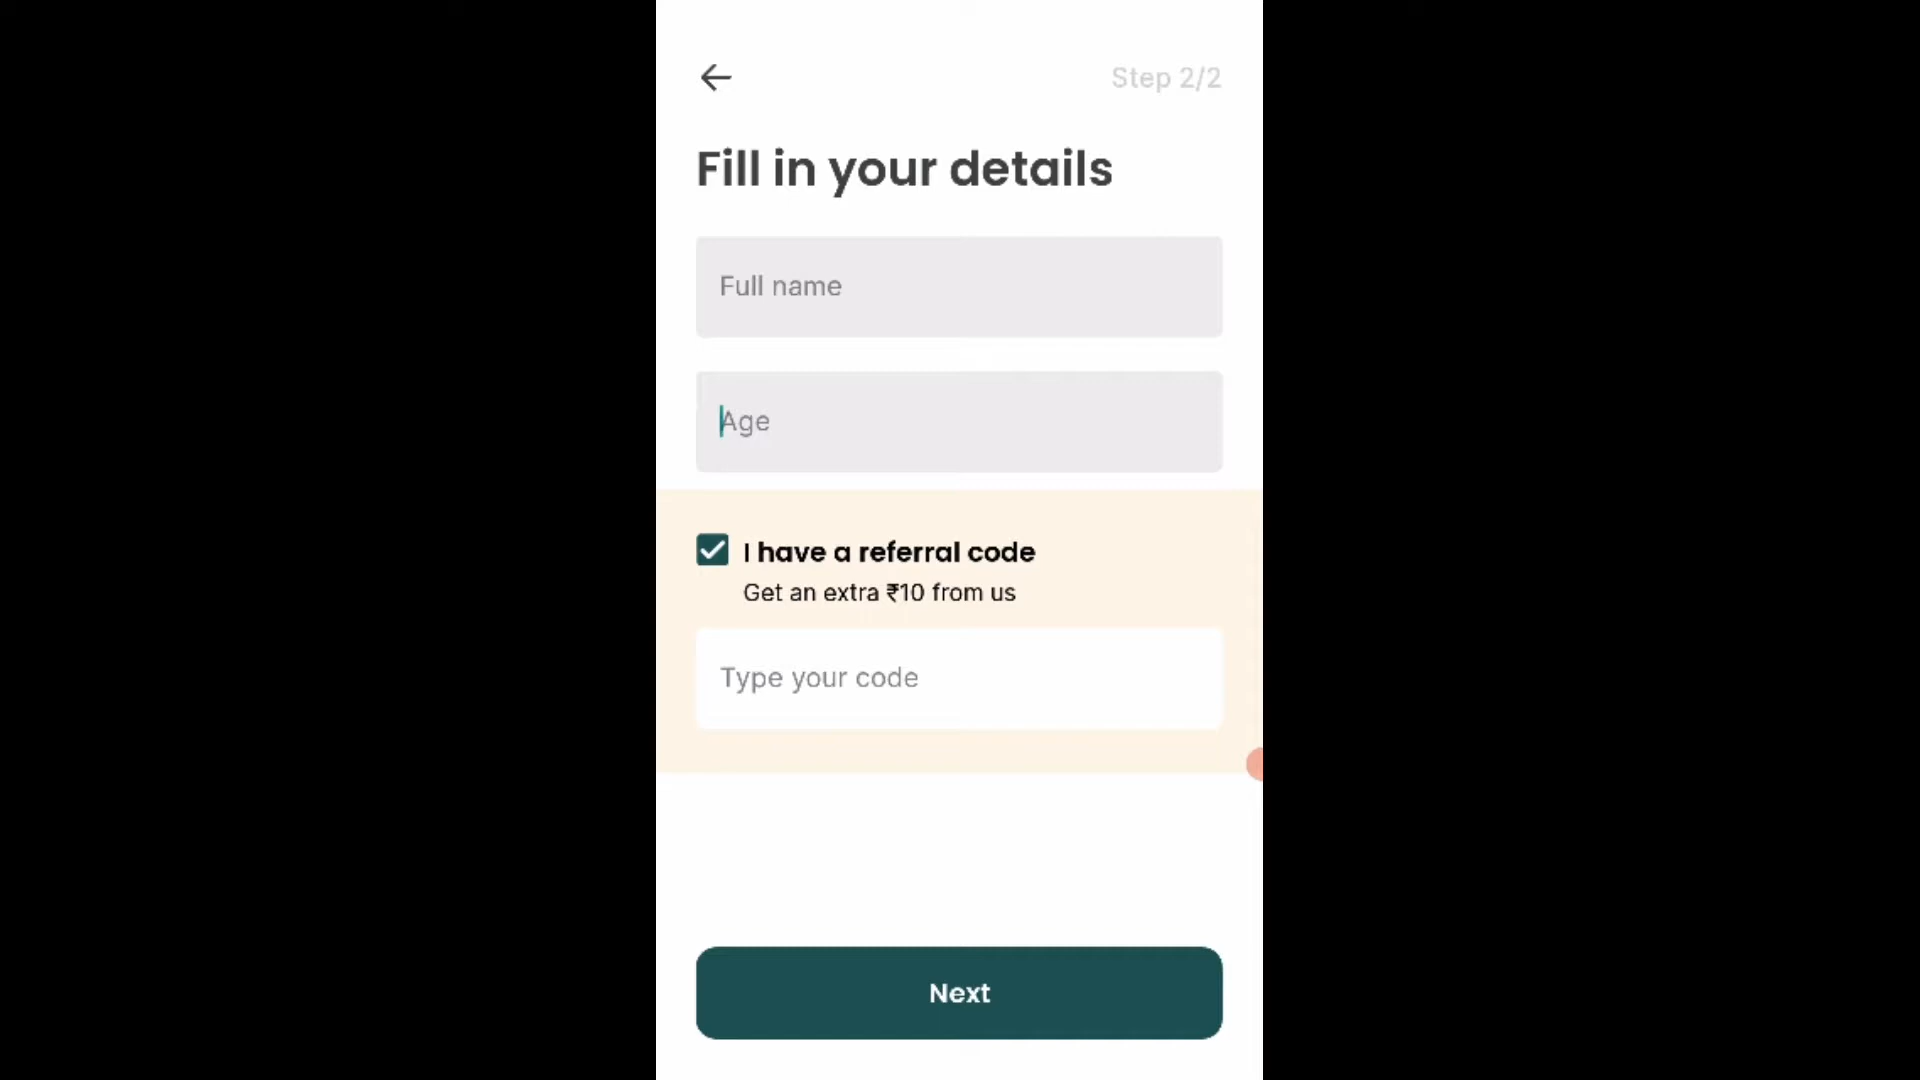 Step 2/2
Fill in your details
Full name
Age
I have a referral code
Get an extra ₹10 from us
Type your code
Next